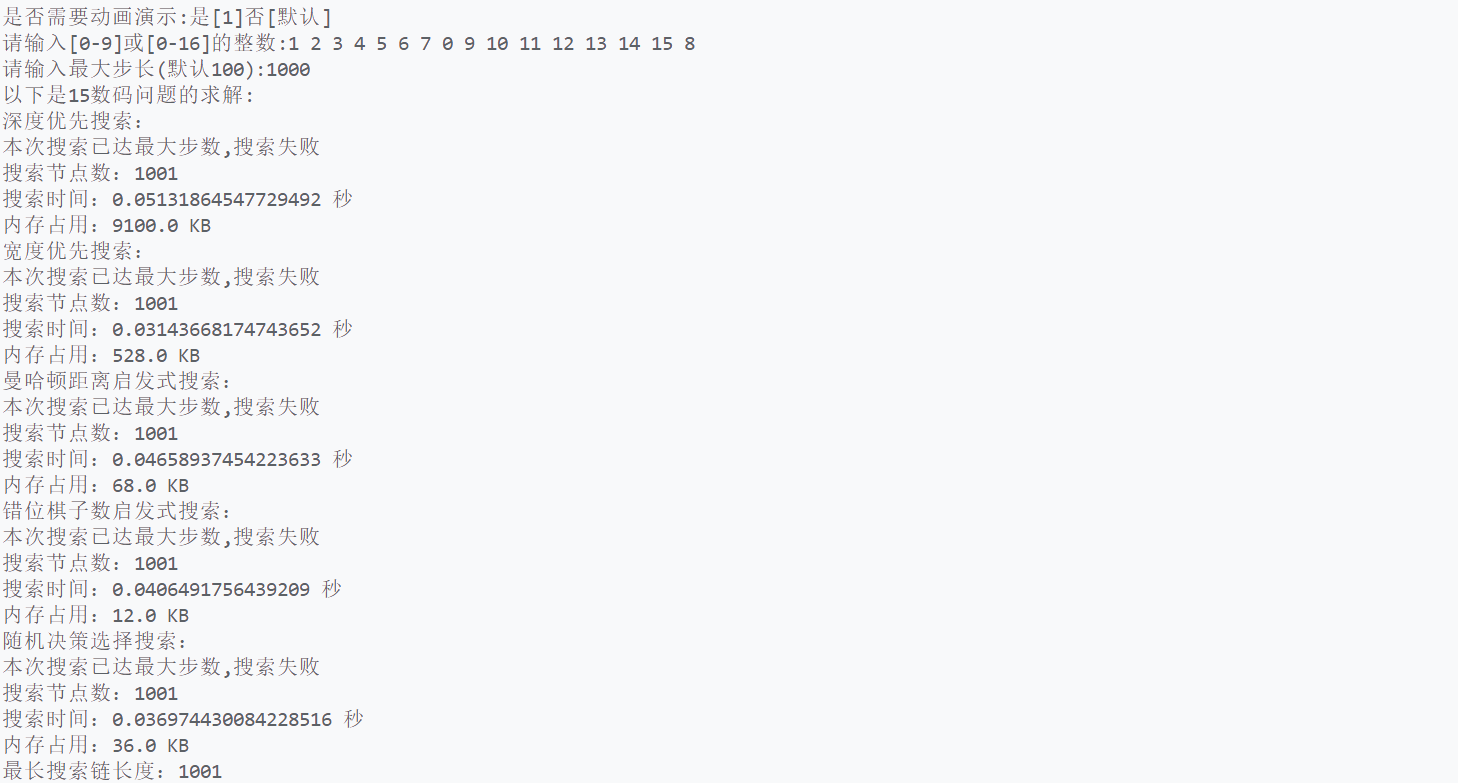 是否需要动画演示:是[1]否[默认]
请输入[0-9]或[0-16]的整数:1 2 3 4 5 6 7 0 9 10 11 12 13 14 15 8
请输入最大步长(默认100):1000
以下是15数码问题的求解:
深度优先搜索：
本次搜索已达最大步数,搜索失败
搜索节点数: 1001
搜索时间: 0.05131864547729492 秒
内存占用: 9100.0 KB
宽度优先搜索：
本次搜索已达最大步数,搜索失败
搜索节点数: 1001
搜索时间: 0.03143668174743652 秒
内存占用: 528.0 KB
曼哈顿距离启发式搜索：
本次搜索已达最大步数,搜索失败
搜索节点数: 1001
搜索时间: 0.04658937454223633 秒
内存占用: 68.0 KB
错位棋子数启发式搜索：
本次搜索已达最大步数,搜索失败
搜索节点数: 1001
搜索时间: 0.0406491756439209 秒
内存占用: 12.0 KB
随机决策选择搜索：
本次搜索已达最大步数,搜索失败
搜索节点数: 1001
搜索时间: 0.036974430084228516 秒
内存占用: 36.0 KB
最长搜索链长度: 1001